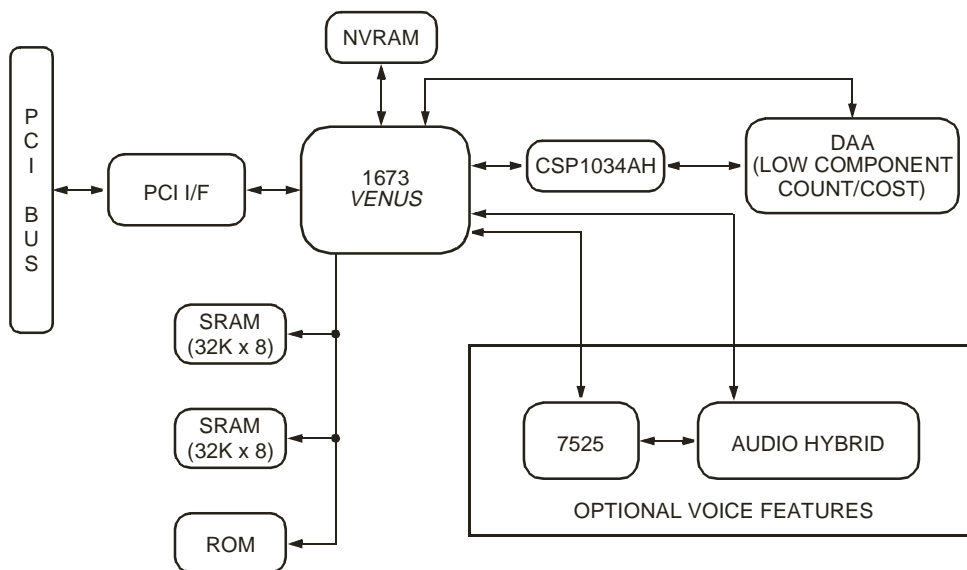 NVRAM
P
C
I
B
U
S
PCI I/F
1673
VENUS
CSP1034AH
DAA
(LOW COMPONENT
COUNT/COST)
SRAM
(32K x 8)
SRAM
(32K x 8)
ROM
7525
AUDIO HYBRID
OPTIONAL VOICE FEATURES